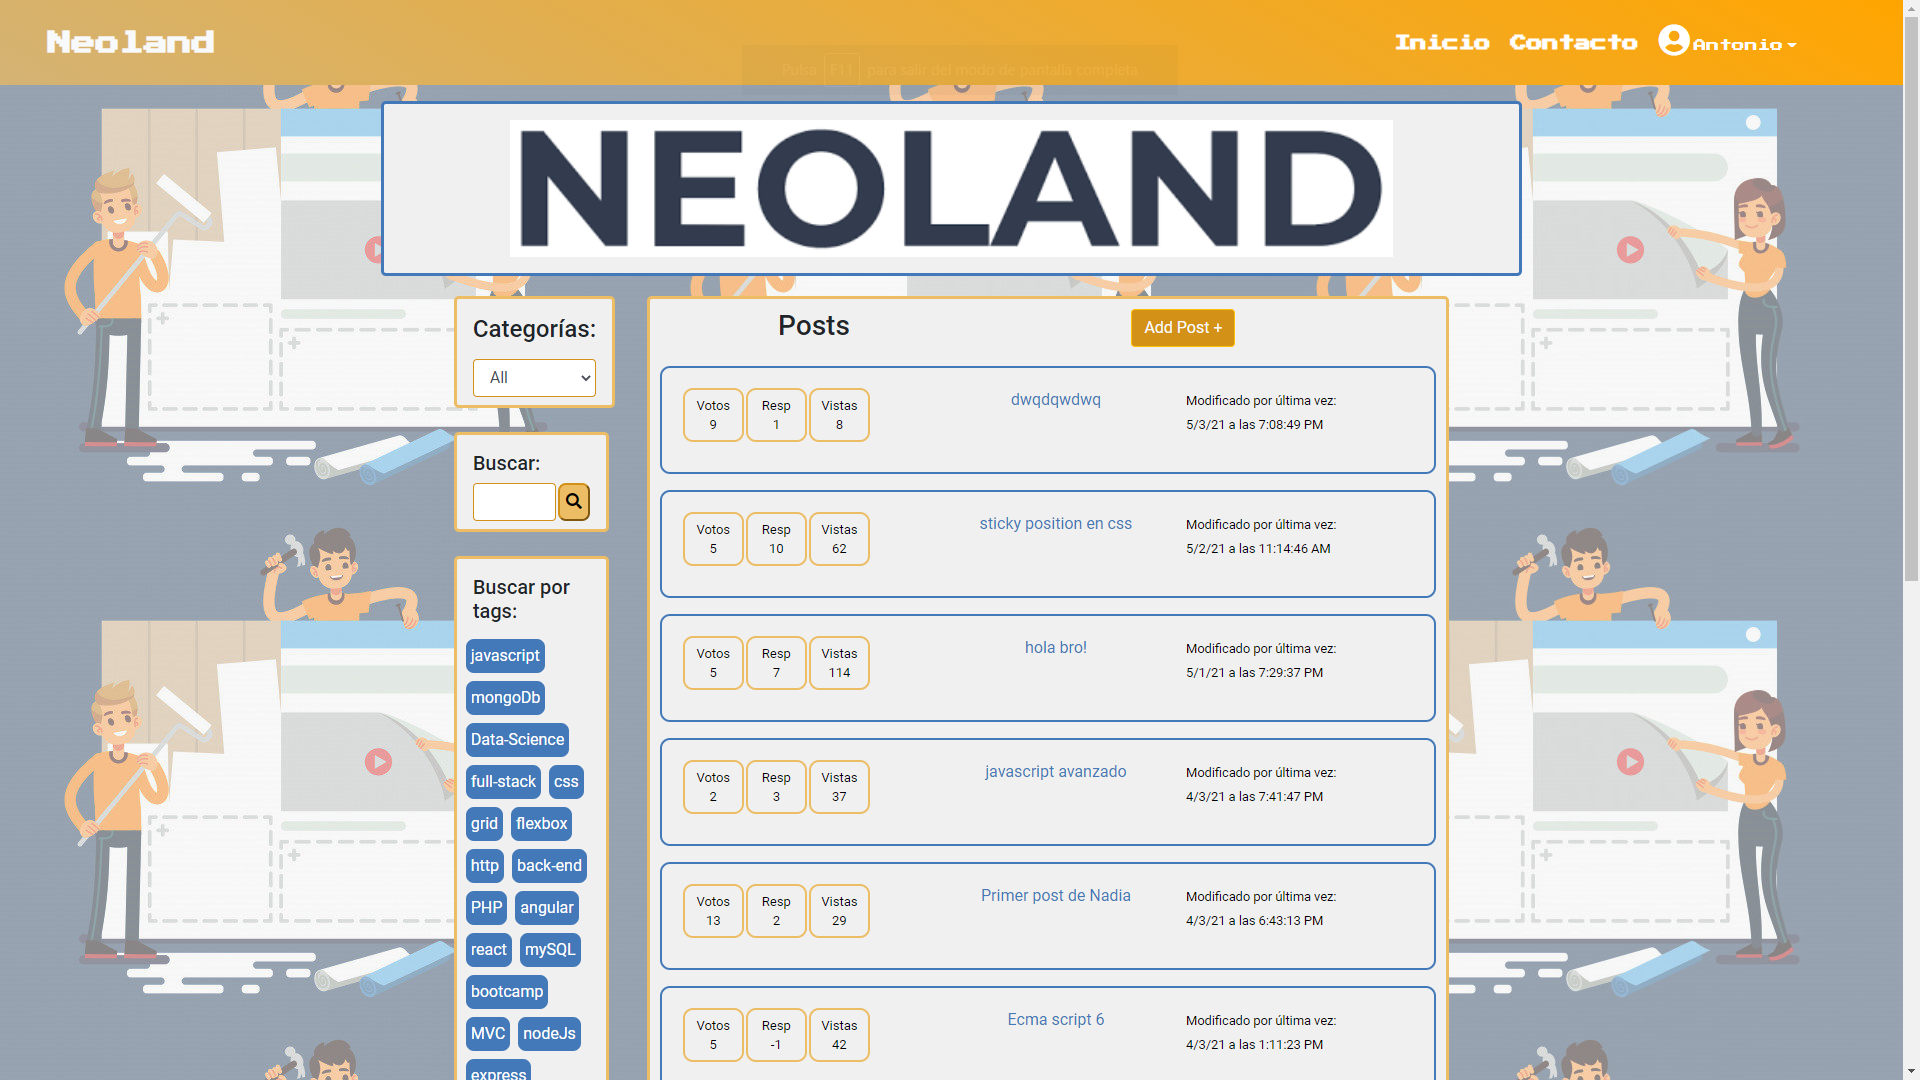 Neoland
Inicio
Contacto
Antonio
Pulsa F11 para salir del modo de pantalla completa
NEOLAND
Categorías:
All
Buscar:
Buscar por
tags:
javascript
mongoDb
Data-Science
full-stack css
grid flexbox
http back-end
PHP angular
react mySQL
bootcamp
MVC nodeJs
express
Posts
Add Post +
Votos Resp Vistas
9 1 8
dwqdqwdwq
Modificado por última vez:
5/3/21 a las 7:08:49 PM
Votos Resp Vistas
5 10 62
sticky position en css
Modificado por última vez:
5/2/21 a las 11:14:46 AM
Votos Resp Vistas
5 7 114
hola bro!
Modificado por última vez:
5/1/21 a las 7:29:37 PM
Votos Resp Vistas
2 3 37
javascript avanzado
Modificado por última vez:
4/3/21 a las 7:41:47 PM
Votos Resp Vistas
13 2 29
Primer post de Nadia
Modificado por última vez:
4/3/21 a las 6:43:13 PM
Votos Resp Vistas
5 -1 42
Ecma script 6
Modificado por última vez:
4/3/21 a las 1:11:23 PM